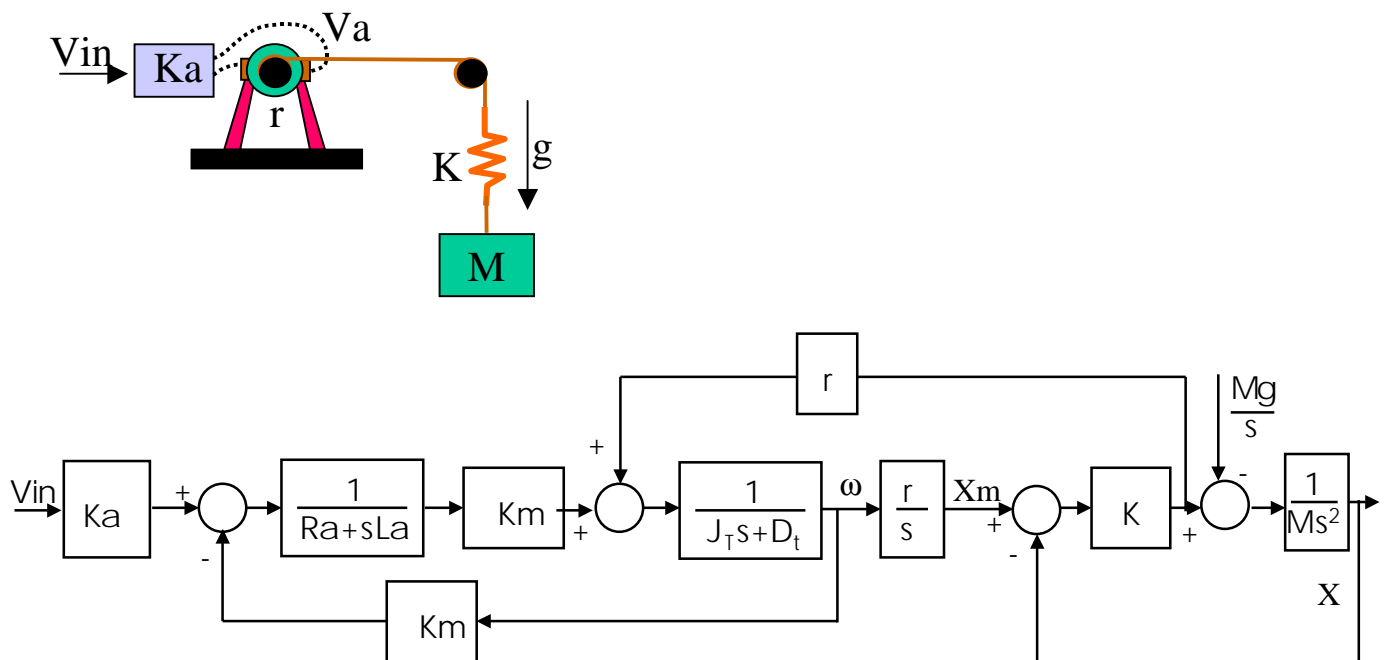 Vin
Ka
Va
r
K
g
M
r
Mg
s
Vin
Ka
+
-
1
Ra+sLa
Km
+
+
1
JTs+Dt
ω
r
s
Xm
+
-
K
+
-
1
Ms²
X
Km